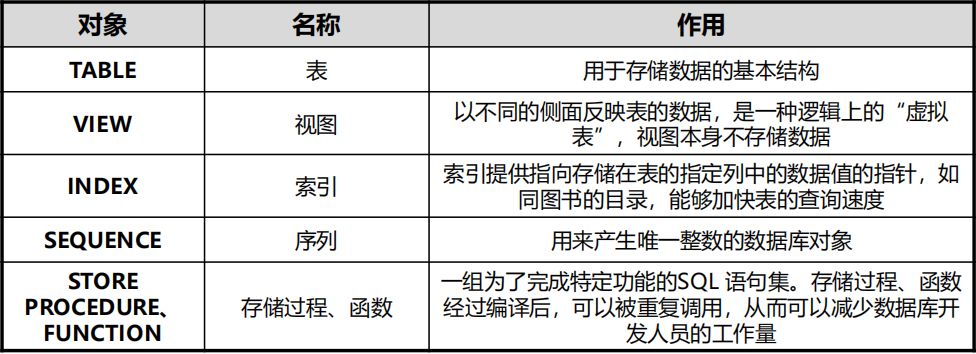 对象 名称 作用
TABLE 表 用于存储数据的基本结构
VIEW 视图 以不同的侧面反映表的数据，是一种逻辑上的“虚拟
表”，视图本身不存储数据
INDEX 索引 索引提供指向存储在表的指定列中的数据值的指针，如
同图书的目录，能够加快表的查询速度
SEQUENCE 序列 用来产生唯一整数的数据库对象
STORE
PROCEDURE、
FUNCTION
存储过程、函数
一组为了完成特定功能的SQL 语句集。存储过程、函数
经过编译后，可以被重复调用，从而可以减少数据库开
发人员的工作量